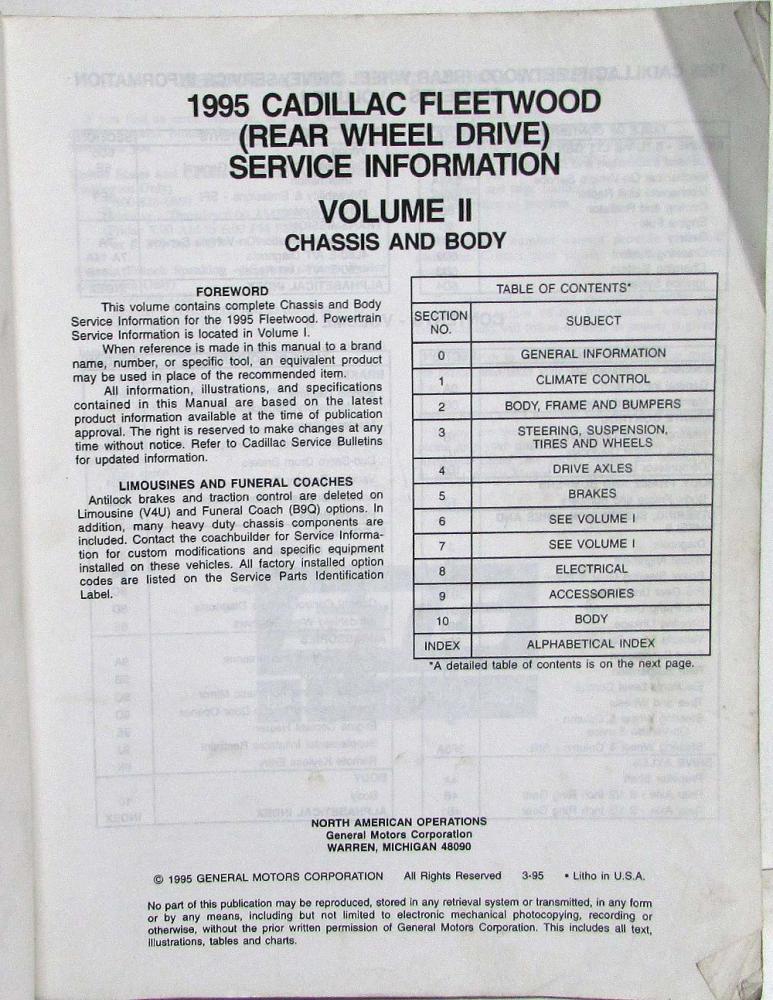 1995 CADILLAC FLEETWOOD
(REAR WHEEL DRIVE)
SERVICE INFORMATION
VOLUME II
CHASSIS AND BODY
FOREWORD
This volume contains complete Chassis and Body
Service Information for the 1995 Fleetwood. Powertrain
Service Information is located in Volume I.
When reference is made in this manual to a brand
name, number, or specific tool, an equivalent product
may be used in place of the recommended item.
All information, illustrations, and specifications
contained in this Manual are based on the latest
product information available at the time of publication
approval. The right is reserved to make changes at any
time without notice. Refer to Cadillac Service Bulletins
for updated information.
LIMOUSINES AND FUNERAL COACHES
Antilock brakes and traction control are deleted on
Limousine (V4U) and Funeral Coach (B9Q) options. In
addition, many heavy duty chassis components are
included. Contact the coachbuilder for Service Informa-
tion for custom modifications and specific equipment
installed on these vehicles. All factory installed option
codes are listed on the Service Parts Identification
Label.
TABLE OF CONTENTS*
SECTION
NO.
SUBJECT
0 GENERAL INFORMATION
1 CLIMATE CONTROL
2 BODY, FRAME AND BUMPERS
3 STEERING, SUSPENSION,
TIRES AND WHEELS
4 DRIVE AXLES
5 BRAKES
6 SEE VOLUME I
7 SEE VOLUME I
8 ELECTRICAL
9 ACCESSORIES
10 BODY
INDEX ALPHABETICAL INDEX
*A detailed table of contents is on the next page.
NORTH AMERICAN OPERATIONS
General Motors Corporation
WARREN, MICHIGAN 48090
© 1995 GENERAL MOTORS CORPORATION All Rights Reserved 3-95 • Litho in U.S.A.
No part of this publication may be reproduced, stored in any retrieval system or transmitted, in any form
or by any means, including but not limited to electronic mechanical photocopying, recording or
otherwise, without the prior written permission of General Motors Corporation. This includes all text,
illustrations, tables and charts.